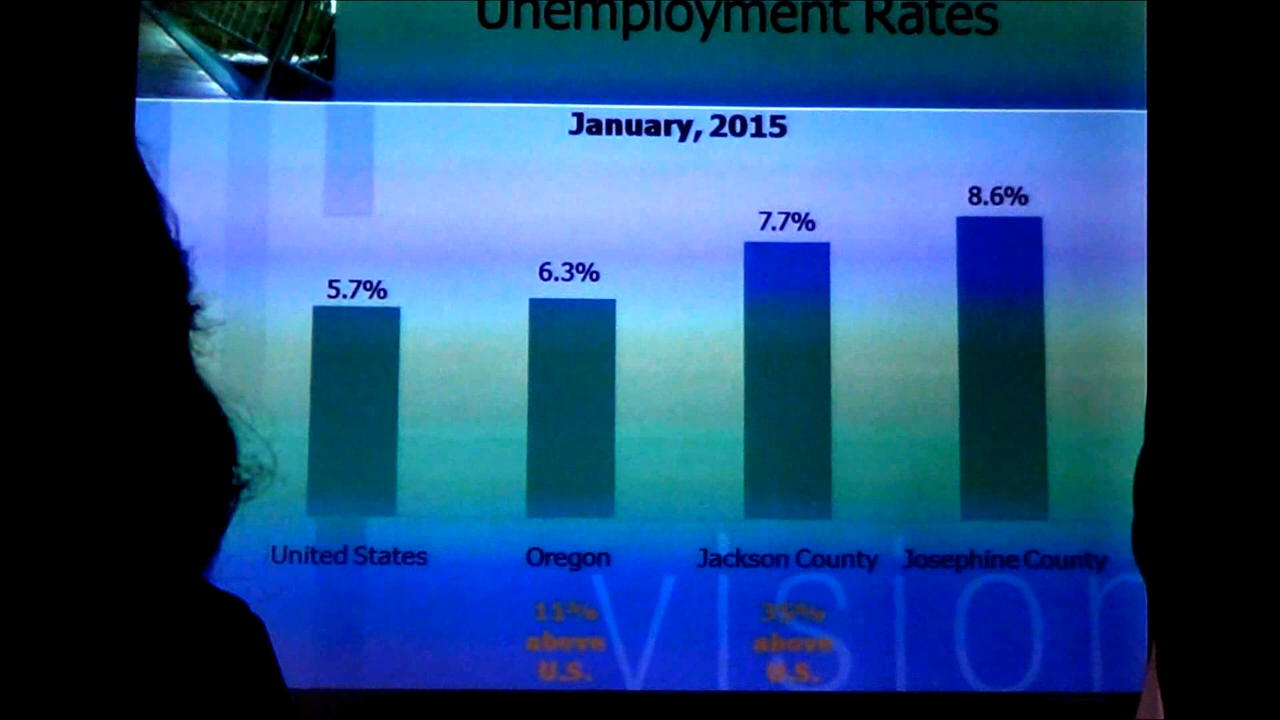 Unemployment Rates
January, 2015
5.7%
6.3%
7.7%
8.6%
United States
Oregon
Jackson County
Josephine County
11%
above
U.S.
35%
above
U.S.
vision